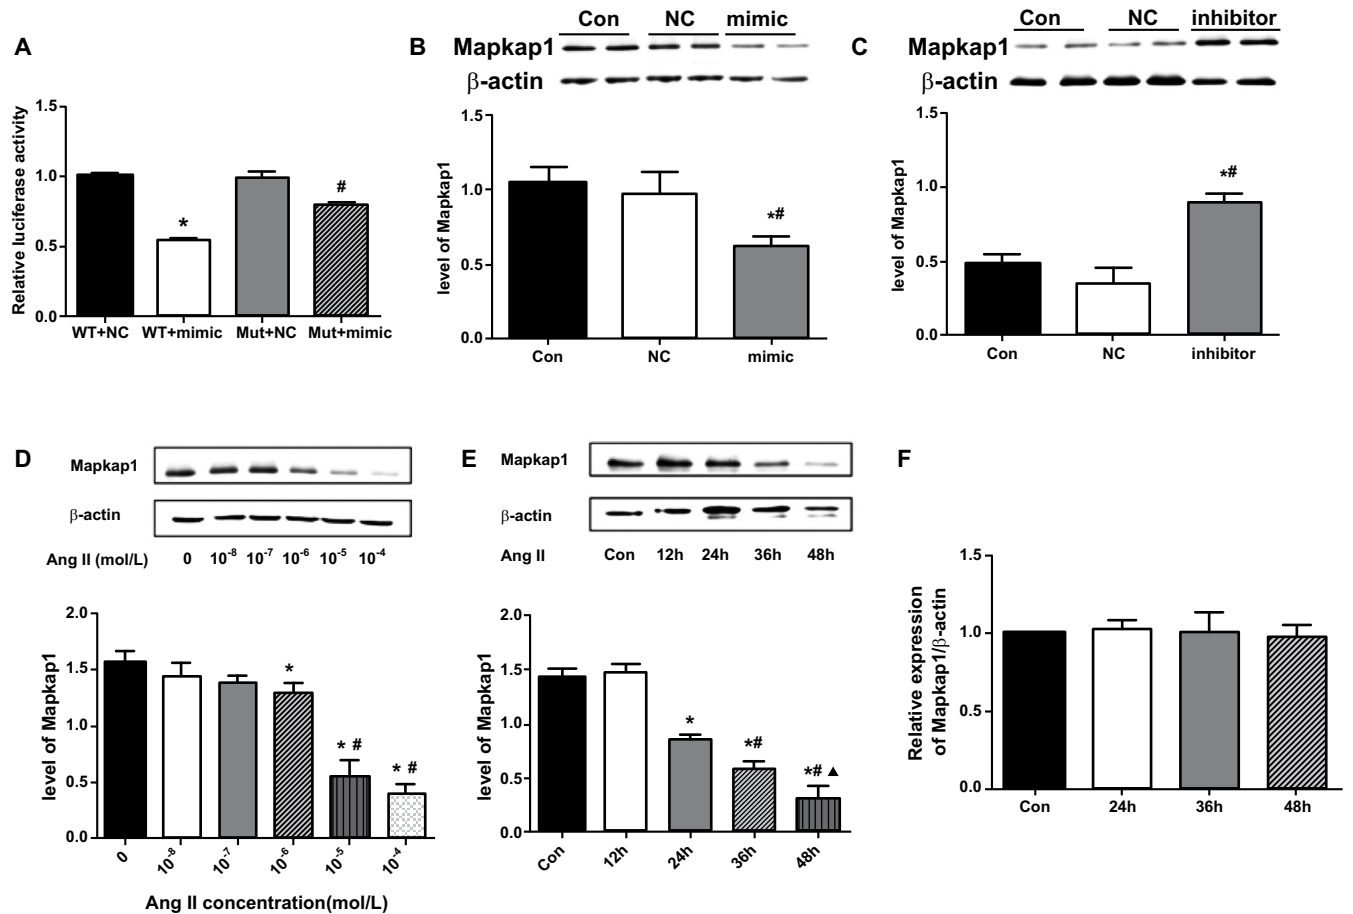 A
Relative luciferase activity
1.5
1.0
0.5
0.0
*
#
WT+NC WT+mimic Mut+NC Mut+mimic
B
Con NC mimic
Mapkap1
β-actin
level of Mapkap1
1.5
1.0
0.5
0.0
*#
Con NC mimic
C
Con NC inhibitor
Mapkap1
β-actin
level of Mapkap1
1.5
1.0
0.5
0.0
*#
Con NC inhibitor
D
Mapkap1
β-actin
Ang II (mol/L) 0 10⁻⁸ 10⁻⁷ 10⁻⁶ 10⁻⁵ 10⁻⁴
level of Mapkap1
2.0
1.5
1.0
0.5
0.0
*
* #
* #
0 10⁻⁸ 10⁻⁷ 10⁻⁶ 10⁻⁵ 10⁻⁴
Ang II concentration(mol/L)
E
Mapkap1
β-actin
Ang II Con 12h 24h 36h 48h
level of Mapkap1
2.0
1.5
1.0
0.5
0.0
*
*#
*# ▲
Con 12h 24h 36h 48h
F
Relative expression
of Mapkap1/β-actin
1.5
1.0
0.5
0.0
Con 24h 36h 48h